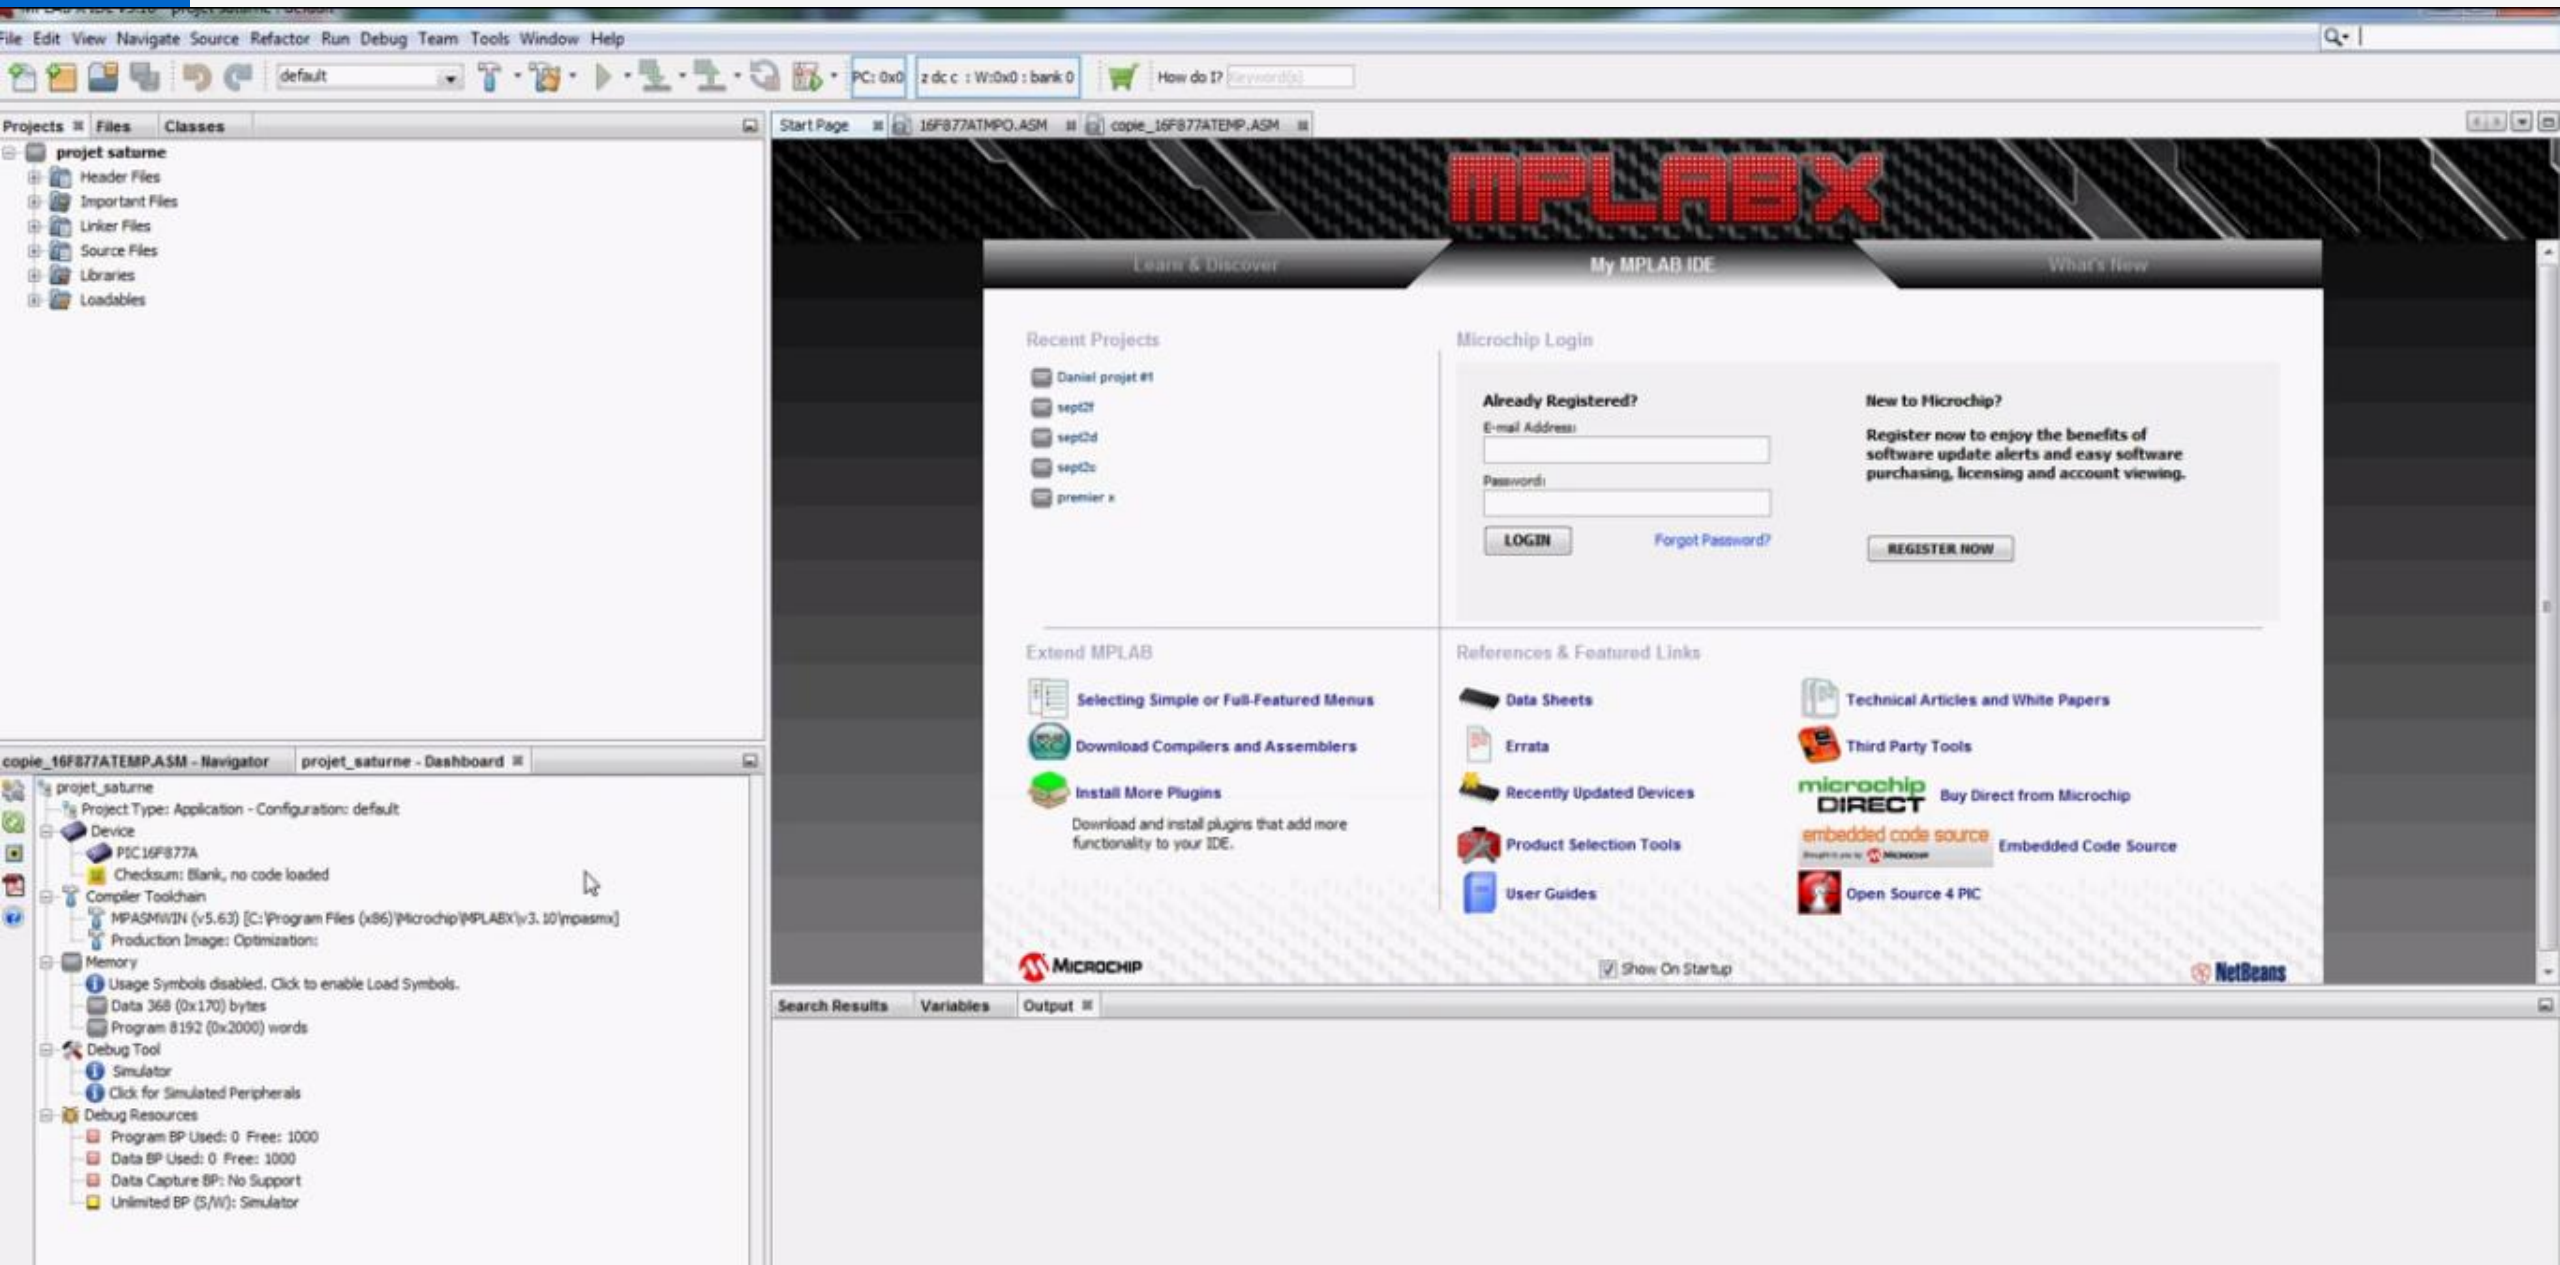 File Edit View Navigate Source Refactor Run Debug Team Tools Window Help
default
PC: 0x0
z dc c : W:0x0 : bank 0
How do I? Keyword(s)
Projects Files Classes
projet saturne
Header Files
Important Files
Linker Files
Source Files
Libraries
Loadables
Start Page 16F877ATMPO.ASM copie_16F877ATEMP.ASM
MPLAB X
Learn & Discover My MPLAB IDE What's New
Recent Projects
Daniel projet #1
sept2f
sept2d
sept2c
premier x
Microchip Login
Already Registered?
E-mail Address:
Password:
LOGIN Forgot Password?
New to Microchip?
Register now to enjoy the benefits of
software update alerts and easy software
purchasing, licensing and account viewing.
REGISTER NOW
Extend MPLAB
Selecting Simple or Full-Featured Menus
Download Compilers and Assemblers
Install More Plugins
Download and install plugins that add more
functionality to your IDE.
References & Featured Links
Data Sheets
Errata
Recently Updated Devices
Product Selection Tools
User Guides
Technical Articles and White Papers
Third Party Tools
microchip
DIRECT
Buy Direct from Microchip
embedded code source
Embedded Code Source
Open Source 4 PIC
MICROCHIP
Show On Startup
NetBeans
copie_16F877ATEMP.ASM - Navigator projet_saturne - Dashboard
projet_saturne
Project Type: Application - Configuration: default
Device
PIC16F877A
Checksum: Blank, no code loaded
Compiler Toolchain
MPASMWIN (v5.63) [C:\Program Files (x86)\Microchip\MPLABX\v3.10\mpasmx]
Production Image: Optimization:
Memory
Usage Symbols disabled. Click to enable Load Symbols.
Data 368 (0x170) bytes
Program 8192 (0x2000) words
Debug Tool
Simulator
Click for Simulated Peripherals
Debug Resources
Program BP Used: 0 Free: 1000
Data BP Used: 0 Free: 1000
Data Capture BP: No Support
Unlimited BP (S/W): Simulator
Search Results Variables Output